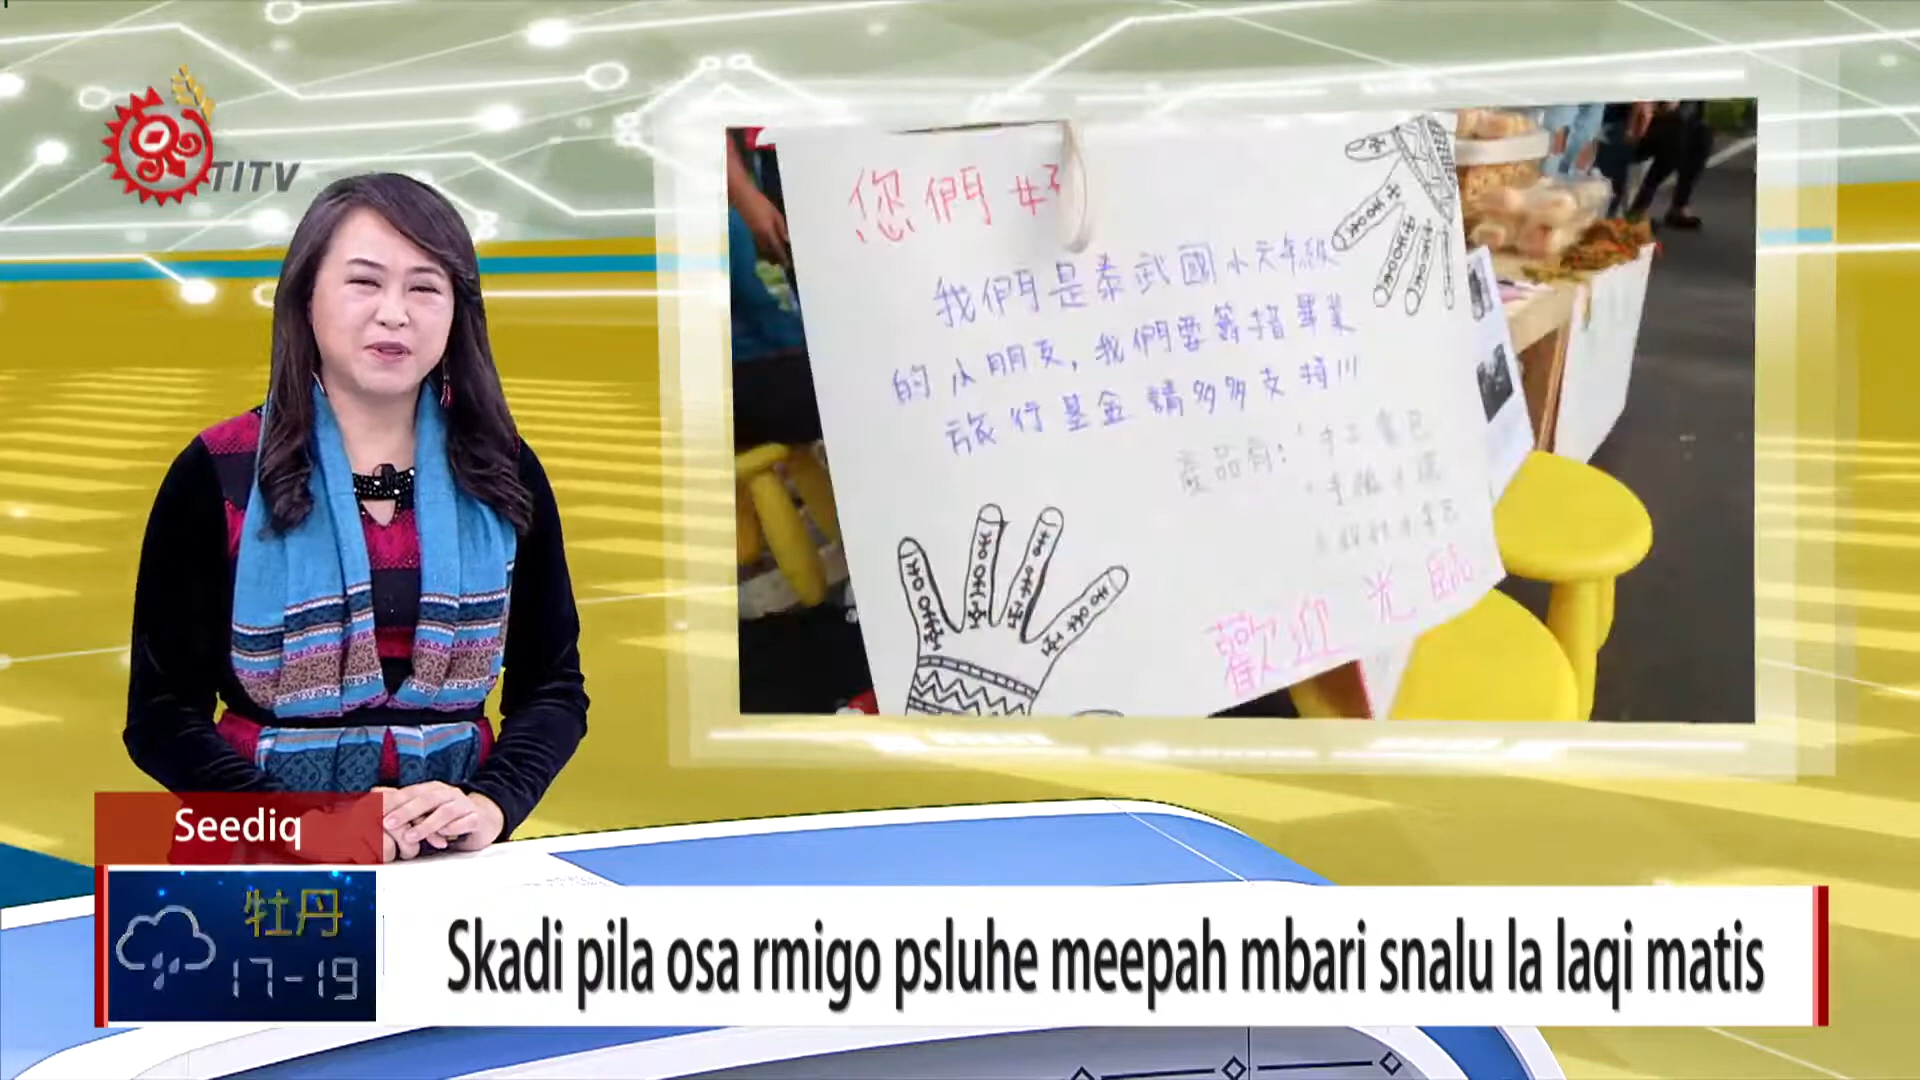 TITV
您們好
我們是泰武國小六年級
的小朋友,我們要籌措畢業
旅行基金請多多支持!!!
產品有:
歡迎光臨
Seediq
牡丹
17-19
Skadi pila osa rmigo psluhe meepah mbari snalu la laqi matis